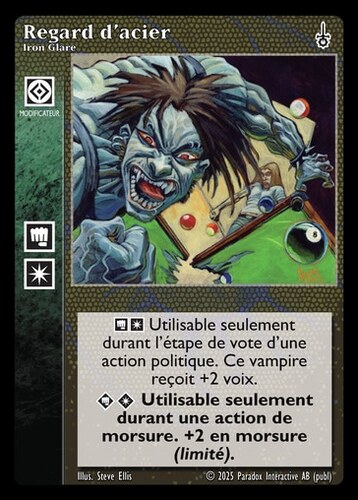 Regard d'acier
Iron Glare
MODIFICATEUR
8
Utilisable seulement
durant l'étape de vote d'une
action politique. Ce vampire
reçoit +2 voix.
Utilisable seulement
durant une action de
morsure. +2 en morsure
(limité).
Illus. Steve Ellis
© 2025 Paradox Interactive AB (publ)